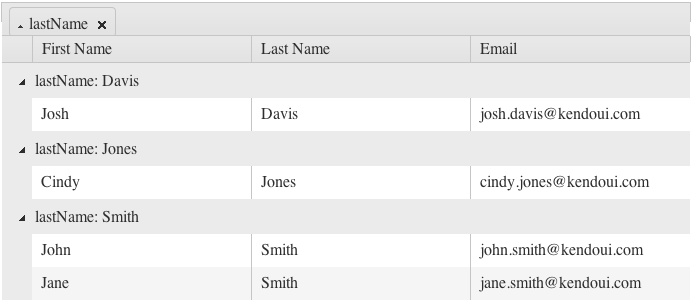 lastName
First Name Last Name Email
lastName: Davis
Josh Davis josh.davis@kendoui.com
lastName: Jones
Cindy Jones cindy.jones@kendoui.com
lastName: Smith
John Smith john.smith@kendoui.com
Jane Smith jane.smith@kendoui.com